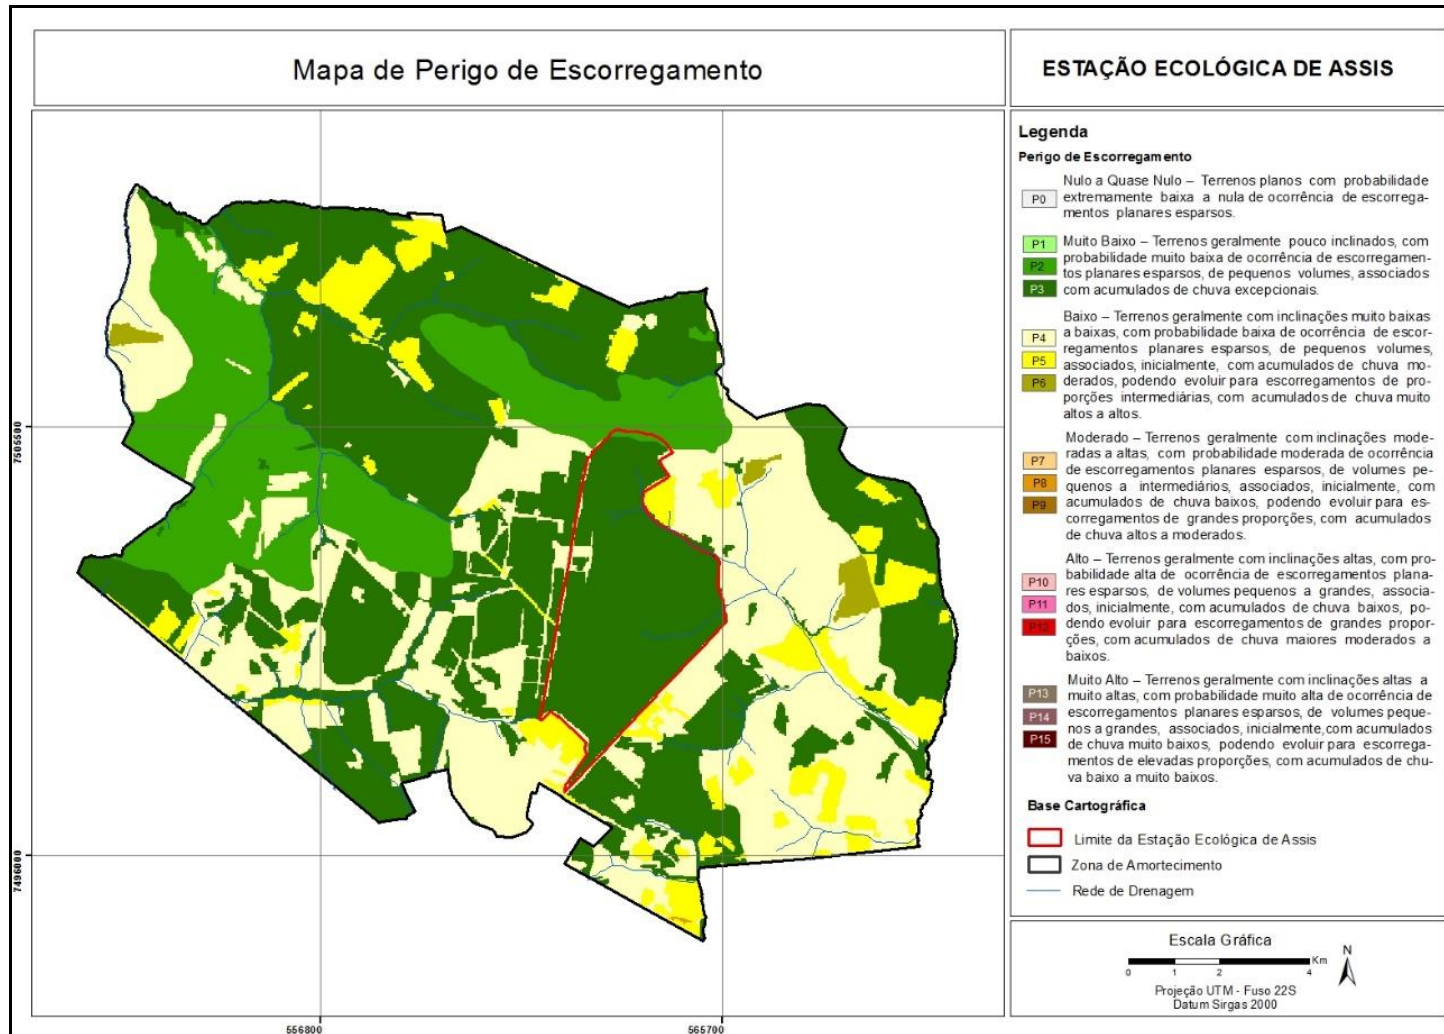 Mapa de Perigo de Escorregamento
ESTAÇÃO ECOLÓGICA DE ASSIS
Legenda
Perigo de Escorregamento
P0
Nulo a Quase Nulo – Terrenos planos com probabilidade
extremamente baixa a nula de ocorrência de escorrega-
mentos planares esparsos.
P1
P2
P3
Muito Baixo – Terrenos geralmente pouco inclinados, com
probabilidade muito baixa de ocorrência de escorregamen-
tos planares esparsos, de pequenos volumes, associados
com acumulados de chuva excepcionais.
P4
P5
P6
Baixo – Terrenos geralmente com inclinações muito baixas
a baixas, com probabilidade baixa de ocorrência de escor-
regamentos planares esparsos, de pequenos volumes,
associados, inicialmente, com acumulados de chuva mo-
derados, podendo evoluir para escorregamentos de pro-
porções intermediárias, com acumulados de chuva muito
altos a altos.
P7
P8
P9
Moderado – Terrenos geralmente com inclinações mode-
radas a altas, com probabilidade moderada de ocorrência
de escorregamentos planares esparsos, de volumes pe-
quenos a intermediários, associados, inicialmente, com
acumulados de chuva baixos, podendo evoluir para es-
corregamentos de grandes proporções, com acumulados
de chuva altos a moderados.
P10
P11
P12
Alto – Terrenos geralmente com inclinações altas, com pro-
babilidade alta de ocorrência de escorregamentos plana-
res esparsos, de volumes pequenos a grandes, associa-
dos, inicialmente, com acumulados de chuva baixos, po-
dendo evoluir para escorregamentos de grandes propor-
ções, com acumulados de chuva maiores moderados a
baixos.
P13
P14
P15
Muito Alto – Terrenos geralmente com inclinações altas a
muito altas, com probabilidade muito alta de ocorrência de
escorregamentos planares esparsos, de volumes peque-
nos a grandes, associados, inicialmente,com acumulados
de chuva muito baixos, podendo evoluir para escorrega-
mentos de elevadas proporções, com acumulados de chu-
va baixo a muito baixos.
Base Cartográfica
Limite da Estação Ecológica de Assis
Zona de Amortecimento
Rede de Drenagem
Escala Gráfica
Km
0 1 2 4
N
Projeção UTM - Fuso 22S
Datum Sirgas 2000
7505500
7496000
556800
565700